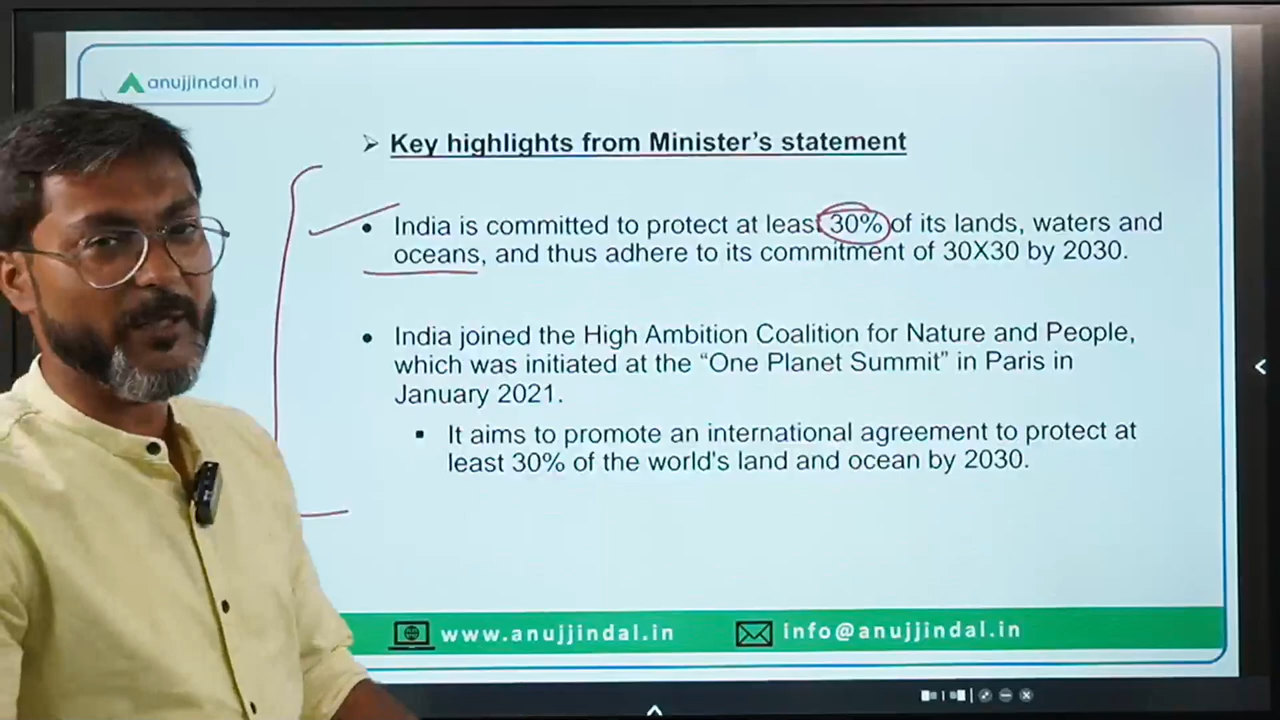 anujjindal.in
➢ Key highlights from Minister's statement
• India is committed to protect at least 30% of its lands, waters and
oceans, and thus adhere to its commitment of 30X30 by 2030.
• India joined the High Ambition Coalition for Nature and People,
which was initiated at the “One Planet Summit” in Paris in
January 2021.
▪ It aims to promote an international agreement to protect at
least 30% of the world's land and ocean by 2030.
www.anujjindal.in
info@anujjindal.in